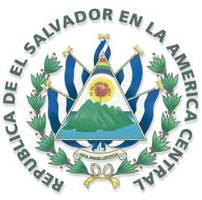 REPUBLICA DE EL SALVADOR EN LA AMERICA CENTRAL